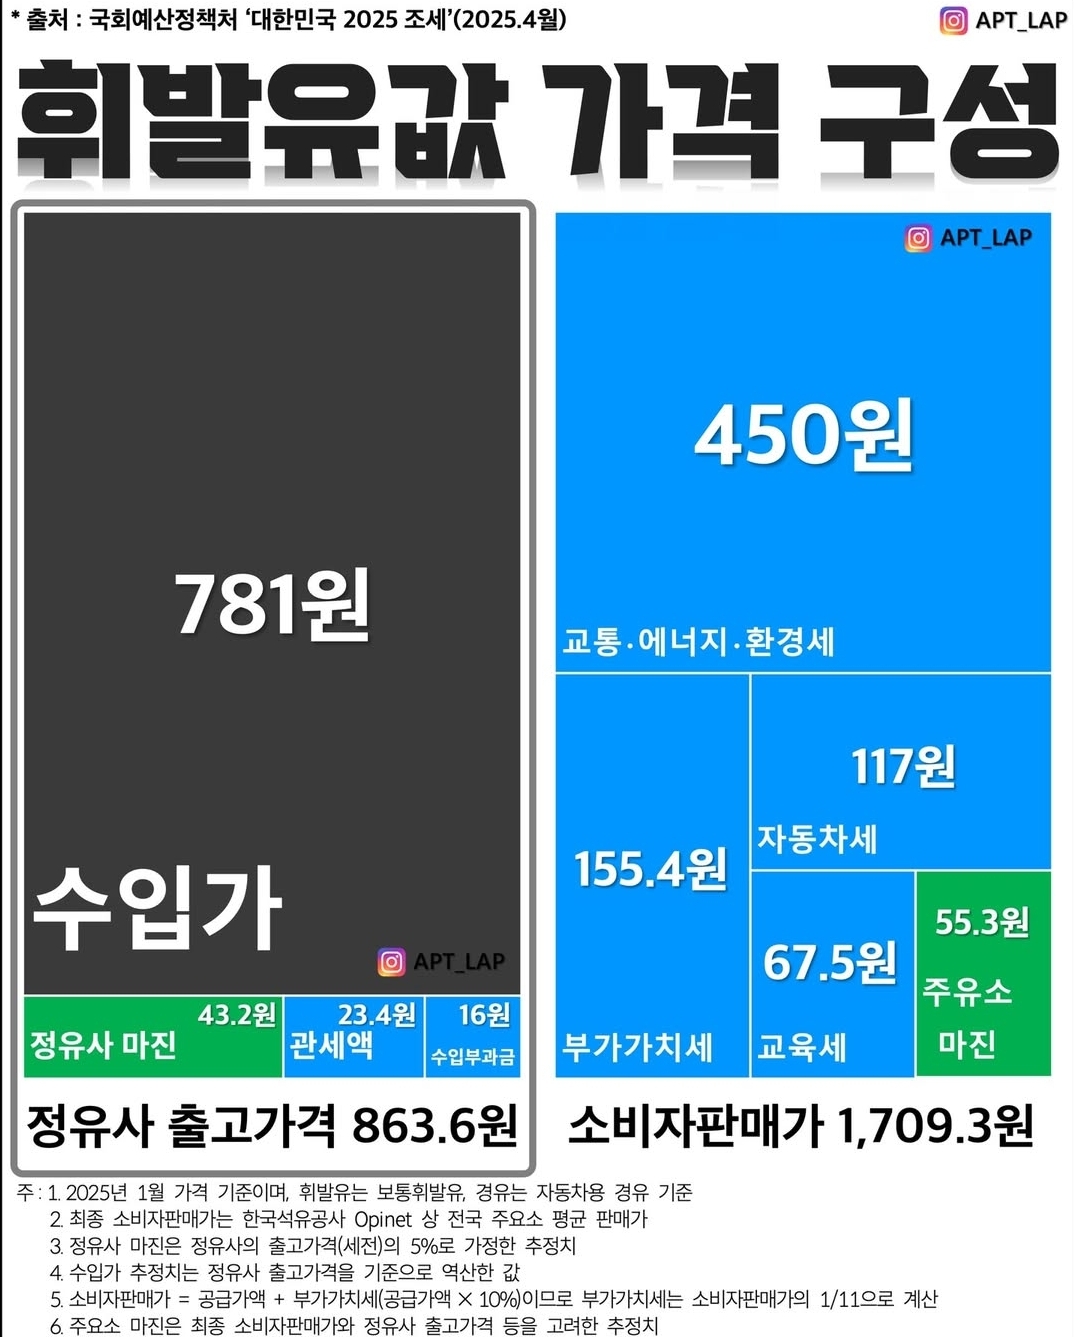 * 출처 : 국회예산정책처 '대한민국 2025 조세'(2025.4월)
APT_LAP
휘발유값 가격 구성
781원
수입가
APT_LAP
43.2원
정유사 마진
23.4원
관세액
16원
수입부과금
정유사 출고가격 863.6원
APT_LAP
450원
교통·에너지·환경세
155.4원
부가가치세
117원
자동차세
67.5원
교육세
55.3원
주유소
마진
소비자판매가 1,709.3원
주 : 1. 2025년 1월 가격 기준이며, 휘발유는 보통휘발유, 경유는 자동차용 경유 기준
2. 최종 소비자판매가는 한국석유공사 Opinet 상 전국 주요소 평균 판매가
3. 정유사 마진은 정유사의 출고가격(세전)의 5%로 가정한 추정치
4. 수입가 추정치는 정유사 출고가격을 기준으로 역산한 값
5. 소비자판매가 = 공급가액 + 부가가치세(공급가액 × 10%)이므로 부가가치세는 소비자판매가의 1/11으로 계산
6. 주요소 마진은 최종 소비자판매가와 정유사 출고가격 등을 고려한 추정치